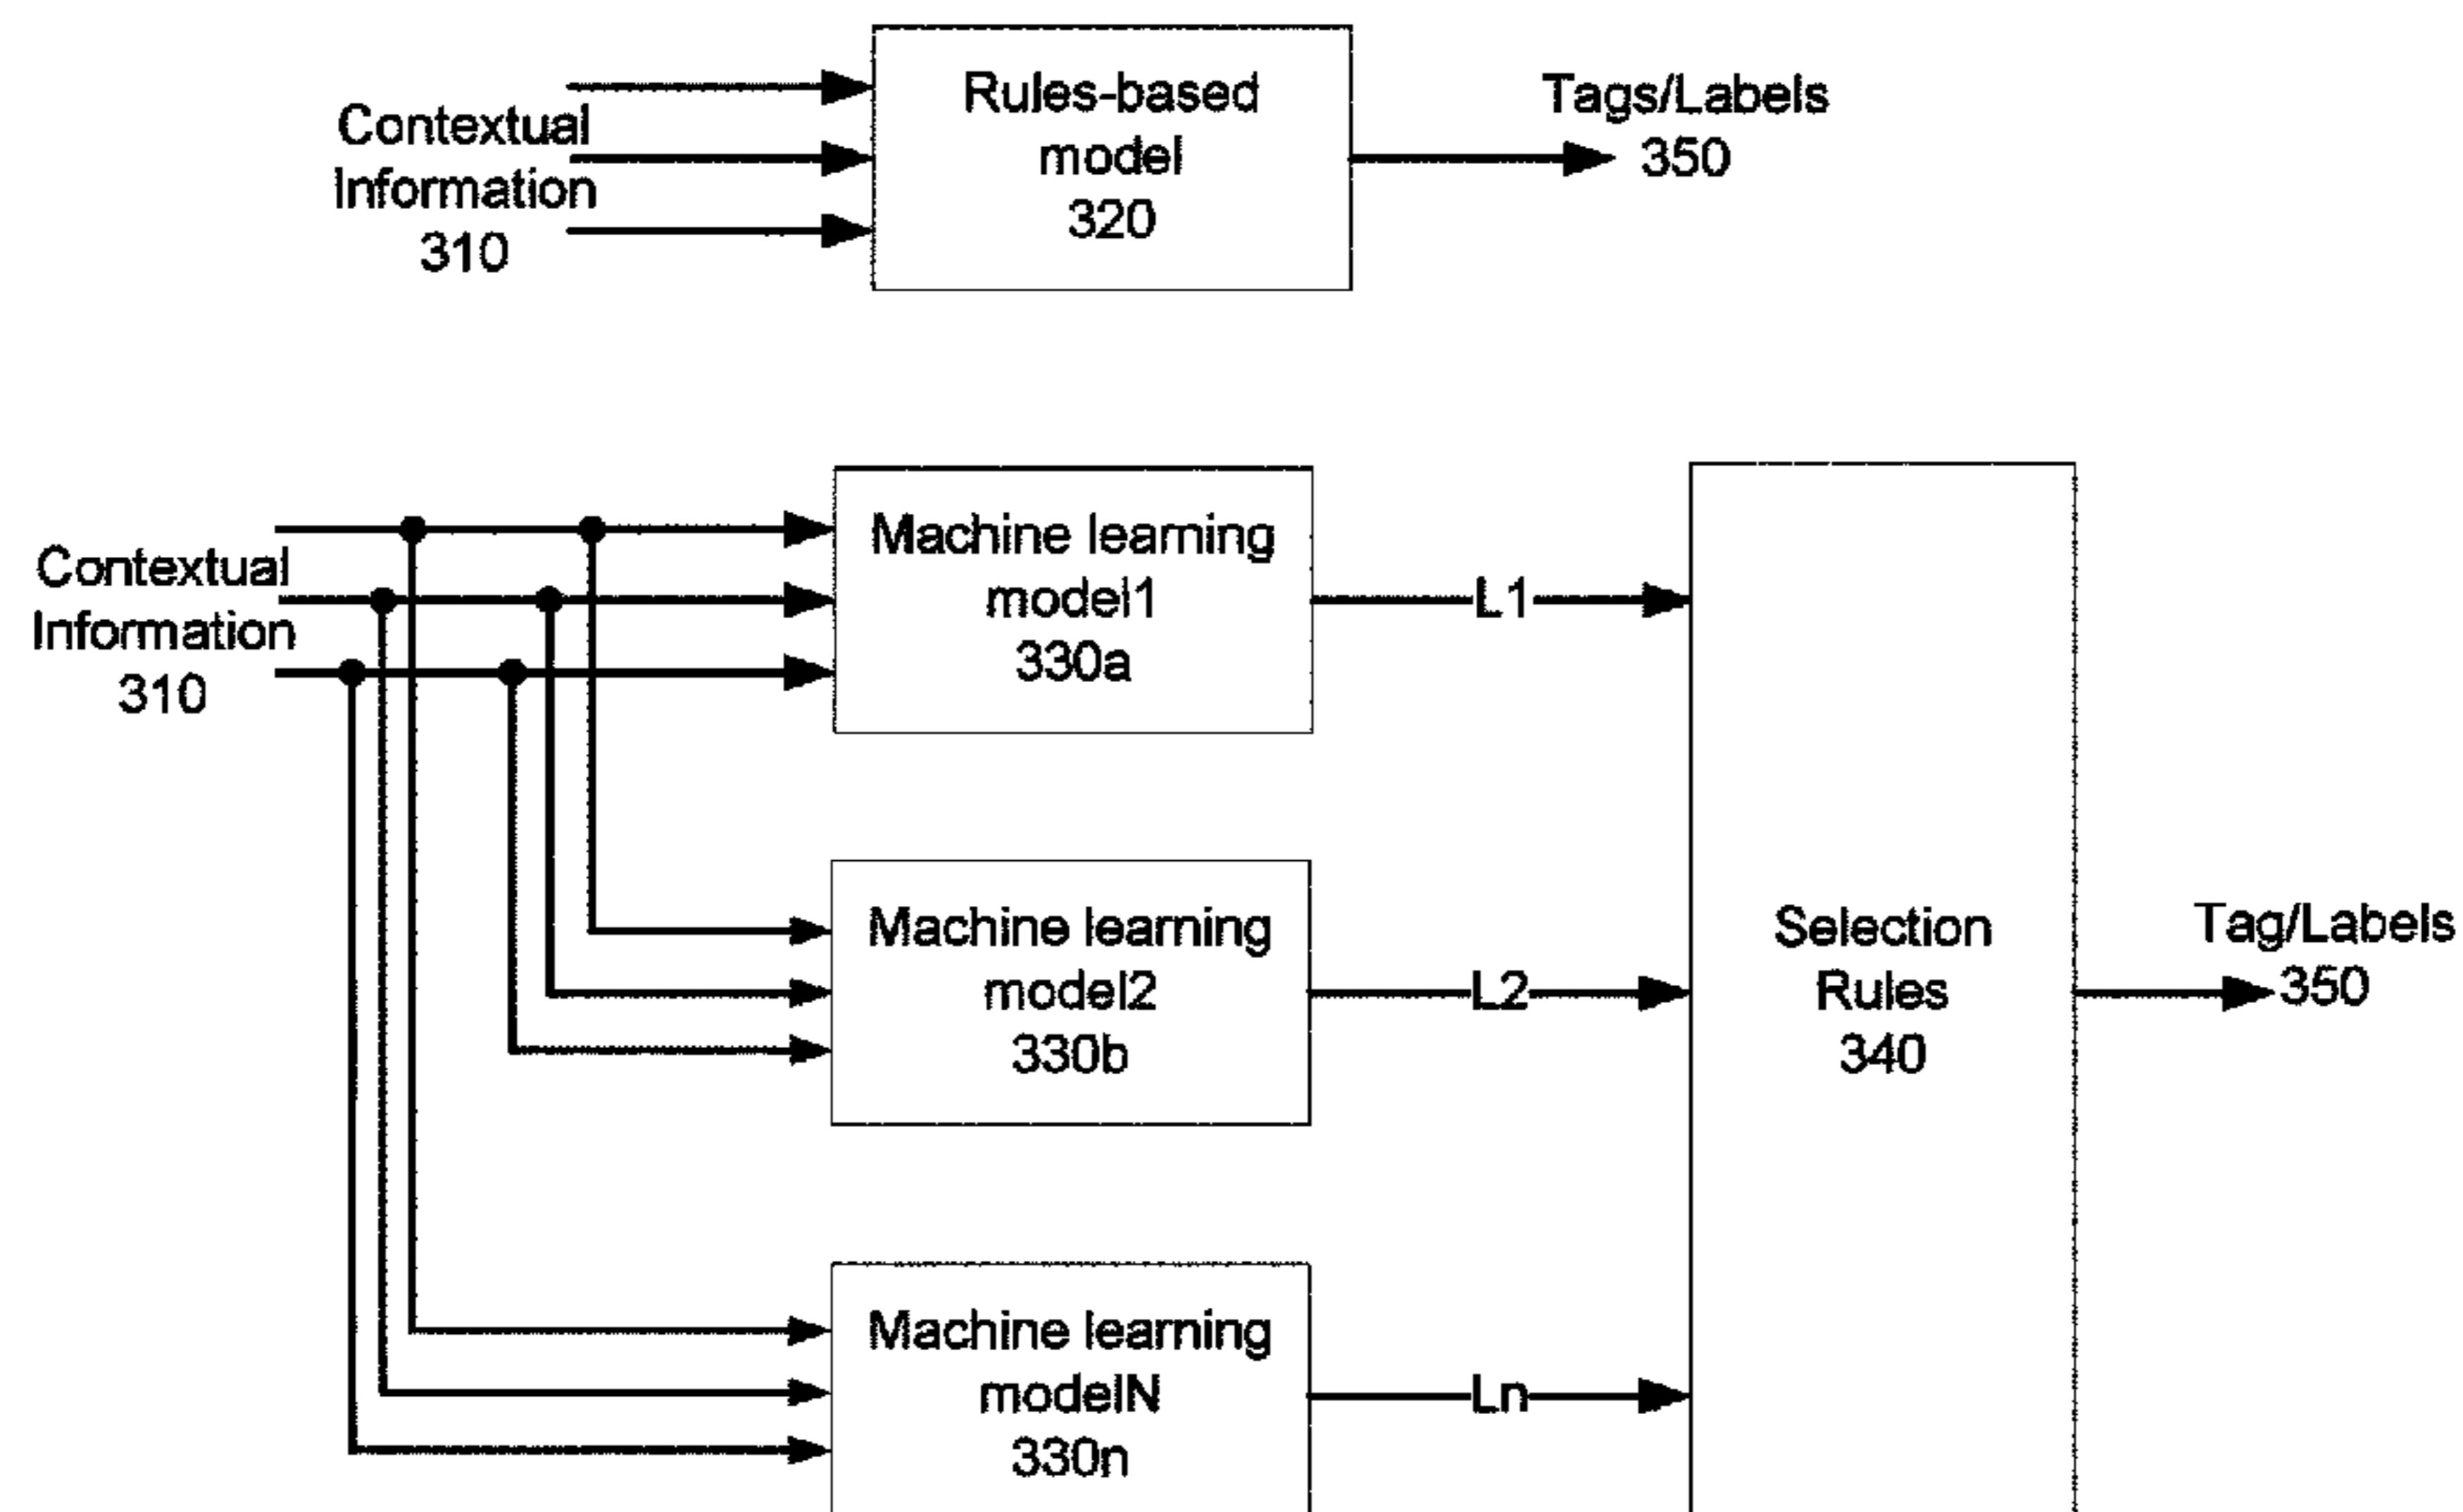 Contextual
Information
310
Rules-based
model
320
Tags/Labels
350
Contextual
Information
310
Machine learning
model1
330a
L1
Machine learning
model2
330b
L2
Machine learning
modelN
330n
Ln
Selection
Rules
340
Tag/Labels
350